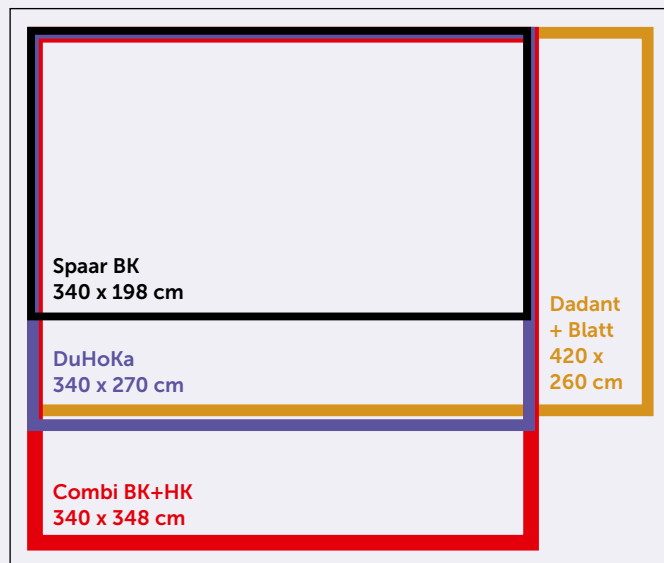 Spaar BK
340 x 198 cm
DuHoKa
340 x 270 cm
Dadant
+ Blatt
420 x
260 cm
Combi BK+HK
340 x 348 cm